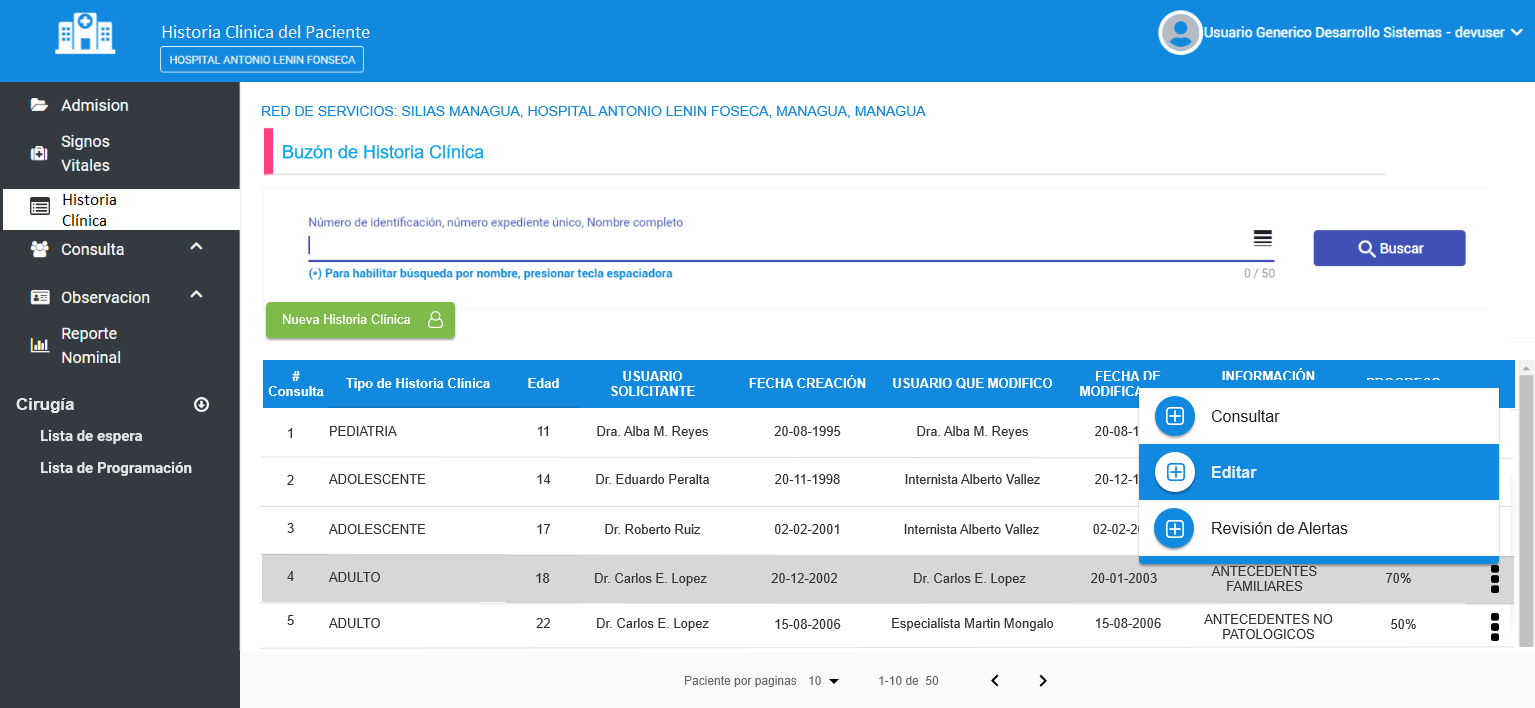 Historia Clinica del Paciente
HOSPITAL ANTONIO LENIN FONSECA
Usuario Generico Desarrollo Sistemas - devuser
Admision
Signos
Vitales
Historia
Clínica
Consulta
Observacion
Reporte
Nominal
Cirugía
Lista de espera
Lista de Programación
RED DE SERVICIOS: SILIAS MANAGUA, HOSPITAL ANTONIO LENIN FOSECA, MANAGUA, MANAGUA
Buzón de Historia Clínica
Número de identificación, número expediente único, Nombre completo
(*) Para habilitar búsqueda por nombre, presionar tecla espaciadora
0 / 50
Buscar
Nueva Historia Clínica
# Consulta Tipo de Historia Clínica Edad USUARIO SOLICITANTE FECHA CREACIÓN USUARIO QUE MODIFICO FECHA DE MODIFICA INFORMACIÓN
1 PEDIATRIA 11 Dra. Alba M. Reyes 20-08-1995 Dra. Alba M. Reyes 20-08-1
2 ADOLESCENTE 14 Dr. Eduardo Peralta 20-11-1998 Internista Alberto Vallez 20-12-1
3 ADOLESCENTE 17 Dr. Roberto Ruiz 02-02-2001 Internista Alberto Vallez 02-02-2
4 ADULTO 18 Dr. Carlos E. Lopez 20-12-2002 Dr. Carlos E. Lopez 20-01-2003 ANTECEDENTES FAMILIARES 70%
5 ADULTO 22 Dr. Carlos E. Lopez 15-08-2006 Especialista Martin Mongalo 15-08-2006 ANTECEDENTES NO PATOLOGICOS 50%
Consultar
Editar
Revisión de Alertas
Paciente por paginas 10 1-10 de 50